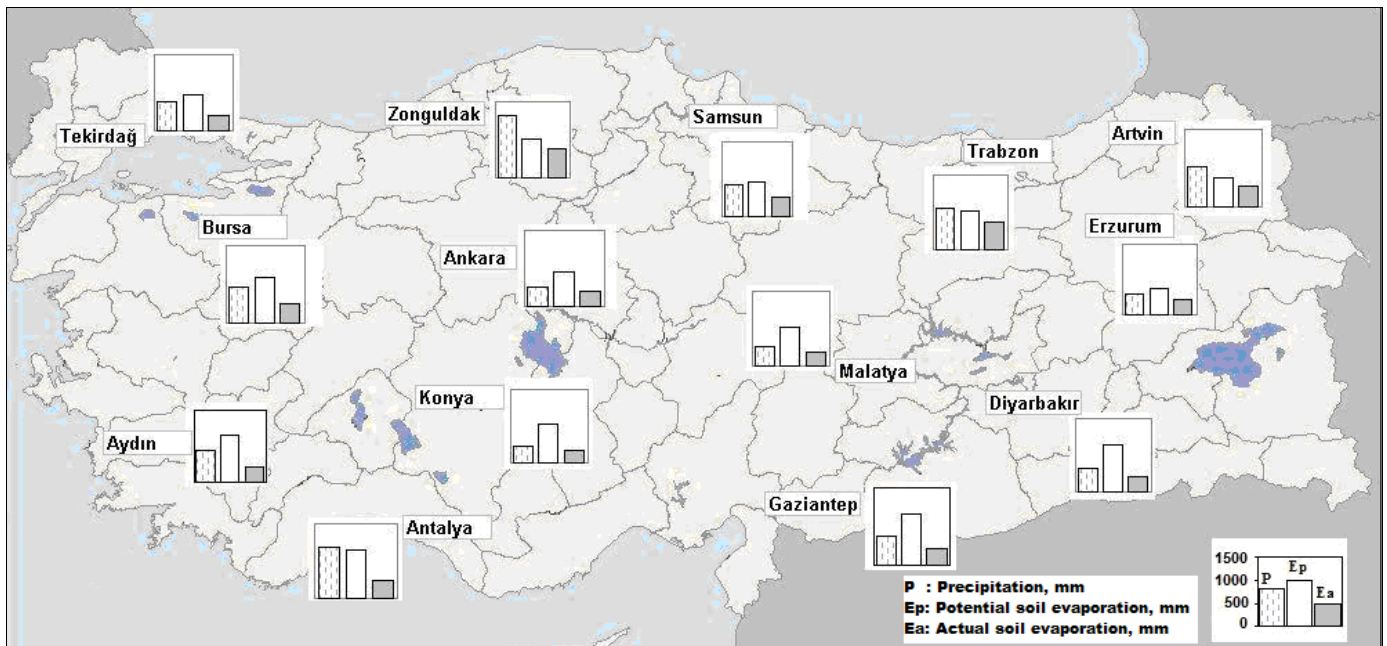 Zonguldak
Samsun
Tekirdağ
Artvin
Trabzon
Bursa
Erzurum
Ankara
Malatya
Konya
Diyarbakır
Aydın
Gaziantep
Antalya
P : Precipitation, mm
Ep: Potential soil evaporation, mm
Ea: Actual soil evaporation, mm
1500
1000
500
0
P
Ep
Ea